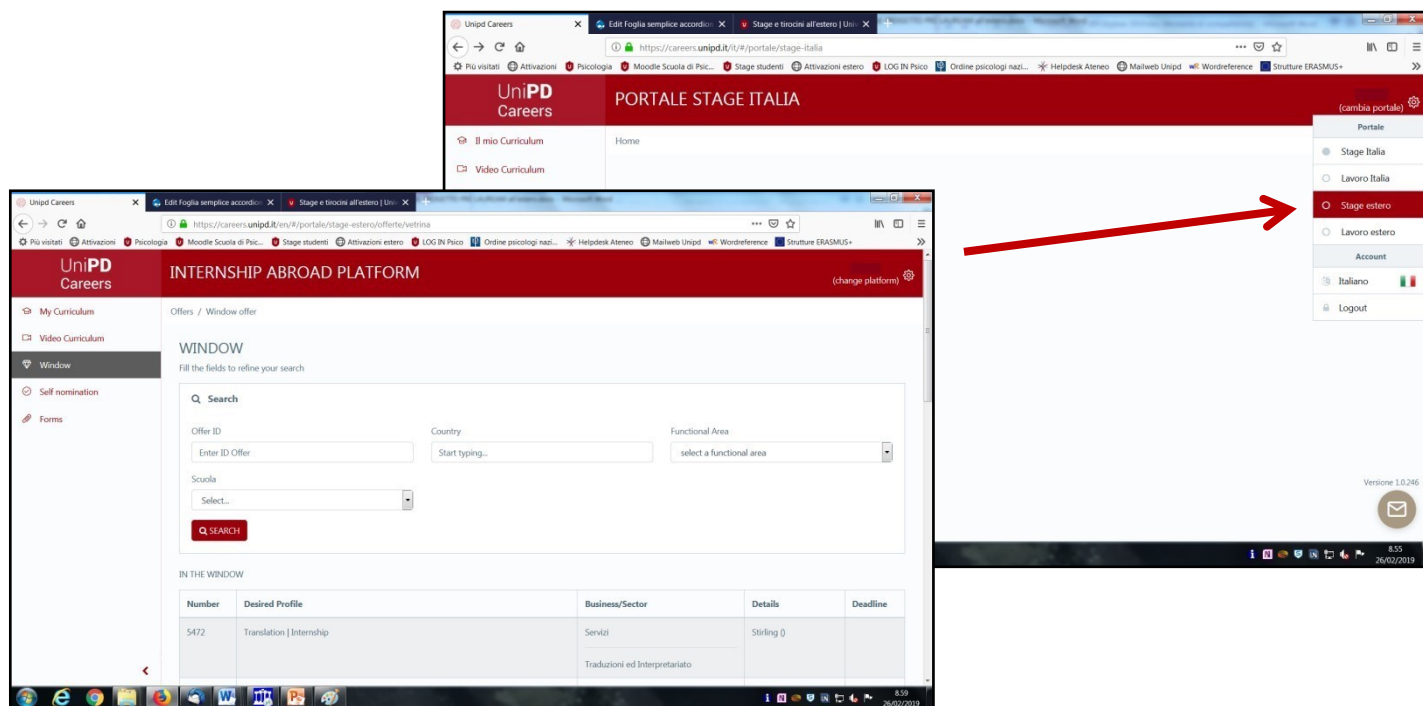 Unipd Careers
Edit Foglia semplice accordion
Stage e tirocini all'estero | Univ
https://careers.unipd.it/it/#/portale/stage-italia
Più visitati Attivazioni Psicologia Moodle Scuola di Psic... Stage studenti Attivazioni estero LOG IN Psico Ordine psicologi nazi... Helpdesk Ateneo Mailweb Unipd Wordreference Strutture ERASMUS+
UniPD
Careers
PORTALE STAGE ITALIA
(cambia portale)
Il mio Curriculum
Home
Video Curriculum
Portale
Stage Italia
Lavoro Italia
Stage estero
Lavoro estero
Account
Italiano
Logout
Versione 1.0.246
8.55
26/02/2019
Unipd Careers
Edit Foglia semplice accordion
Stage e tirocini all'estero | Univ
https://careers.unipd.it/en/#/portale/stage-estero/offerte/vetrina
Più visitati Attivazioni Psicologia Moodle Scuola di Psic... Stage studenti Attivazioni estero LOG IN Psico Ordine psicologi nazi... Helpdesk Ateneo Mailweb Unipd Wordreference Strutture ERASMUS+
UniPD
Careers
INTERNSHIP ABROAD PLATFORM
(change platform)
My Curriculum
Video Curriculum
Window
Self nomination
Forms
Offers / Window offer
WINDOW
Fill the fields to refine your search
Search
Offer ID Country Functional Area
Enter ID Offer Start typing... select a functional area
Scuola
Select...
SEARCH
IN THE WINDOW
Number Desired Profile Business/Sector Details Deadline
5472 Translation | Internship Servizi Stirling ()
Traduzioni ed Interpretariato
8.59
26/02/2019